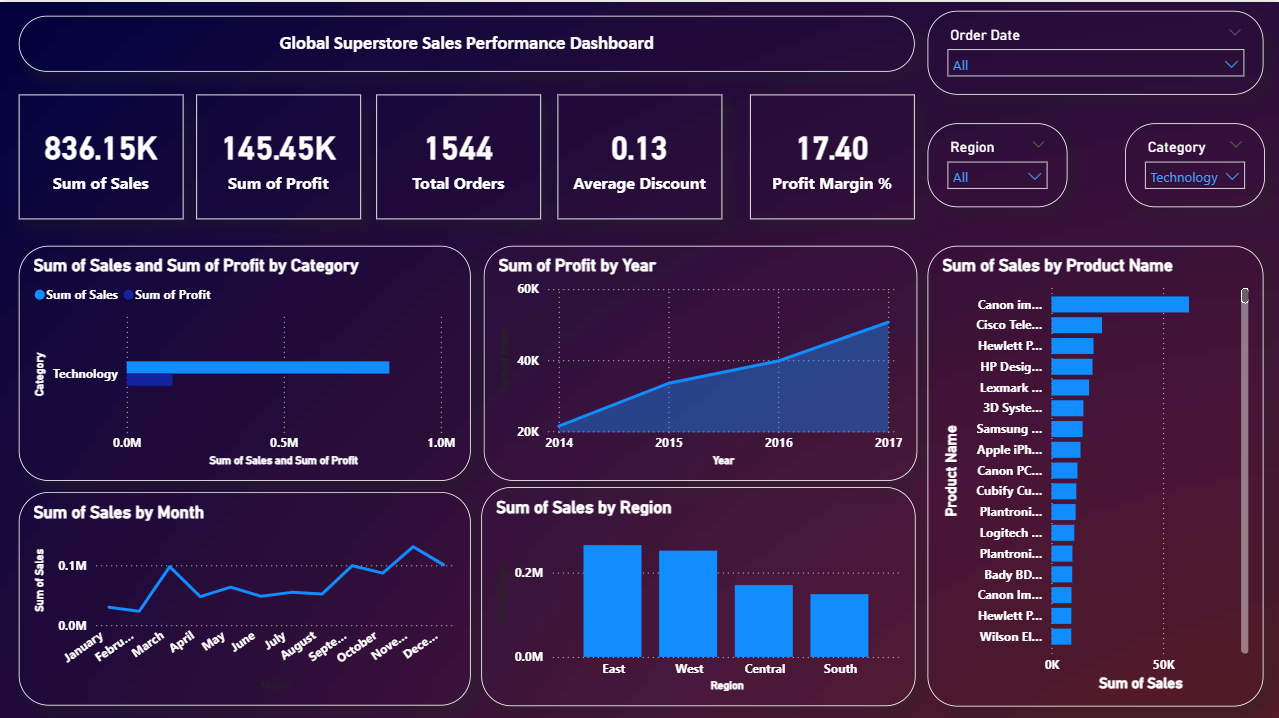 Global Superstore Sales Performance Dashboard
Order Date
All
836.15K
Sum of Sales
145.45K
Sum of Profit
1544
Total Orders
0.13
Average Discount
17.40
Profit Margin %
Region
All
Category
Technology
Sum of Sales and Sum of Profit by Category
Sum of Sales Sum of Profit
Category
Technology
0.0M 0.5M 1.0M
Sum of Sales and Sum of Profit
Sum of Profit by Year
60K
40K
20K
2014 2015 2016 2017
Year
Sum of Sales by Product Name
Product Name
Canon im...
Cisco Tele...
Hewlett P...
HP Desig...
Lexmark ...
3D Syste...
Samsung ...
Apple iPh...
Canon PC...
Cubify Cu...
Plantroni...
Logitech ...
Plantroni...
Bady BD...
Canon Im...
Hewlett P...
Wilson El...
0K 50K
Sum of Sales
Sum of Sales by Month
Sum of Sales
0.1M
0.0M
January Febru... March April May June July August Septe... October Nove... Dece...
Month
Sum of Sales by Region
0.2M
0.0M
East West Central South
Region